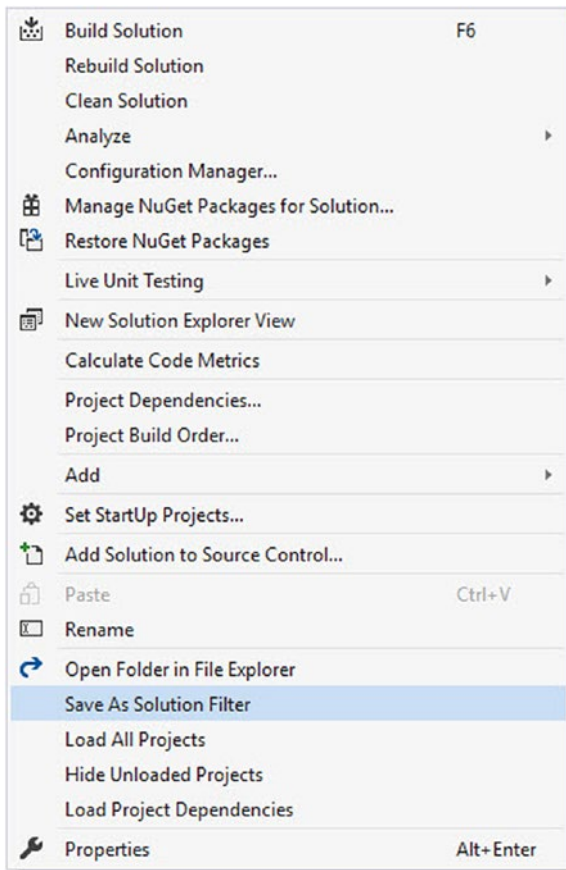 Build Solution F6
Rebuild Solution
Clean Solution
Analyze
Configuration Manager...
Manage NuGet Packages for Solution...
Restore NuGet Packages
Live Unit Testing
New Solution Explorer View
Calculate Code Metrics
Project Dependencies...
Project Build Order...
Add
Set StartUp Projects...
Add Solution to Source Control...
Paste Ctrl+V
Rename
Open Folder in File Explorer
Save As Solution Filter
Load All Projects
Hide Unloaded Projects
Load Project Dependencies
Properties Alt+Enter